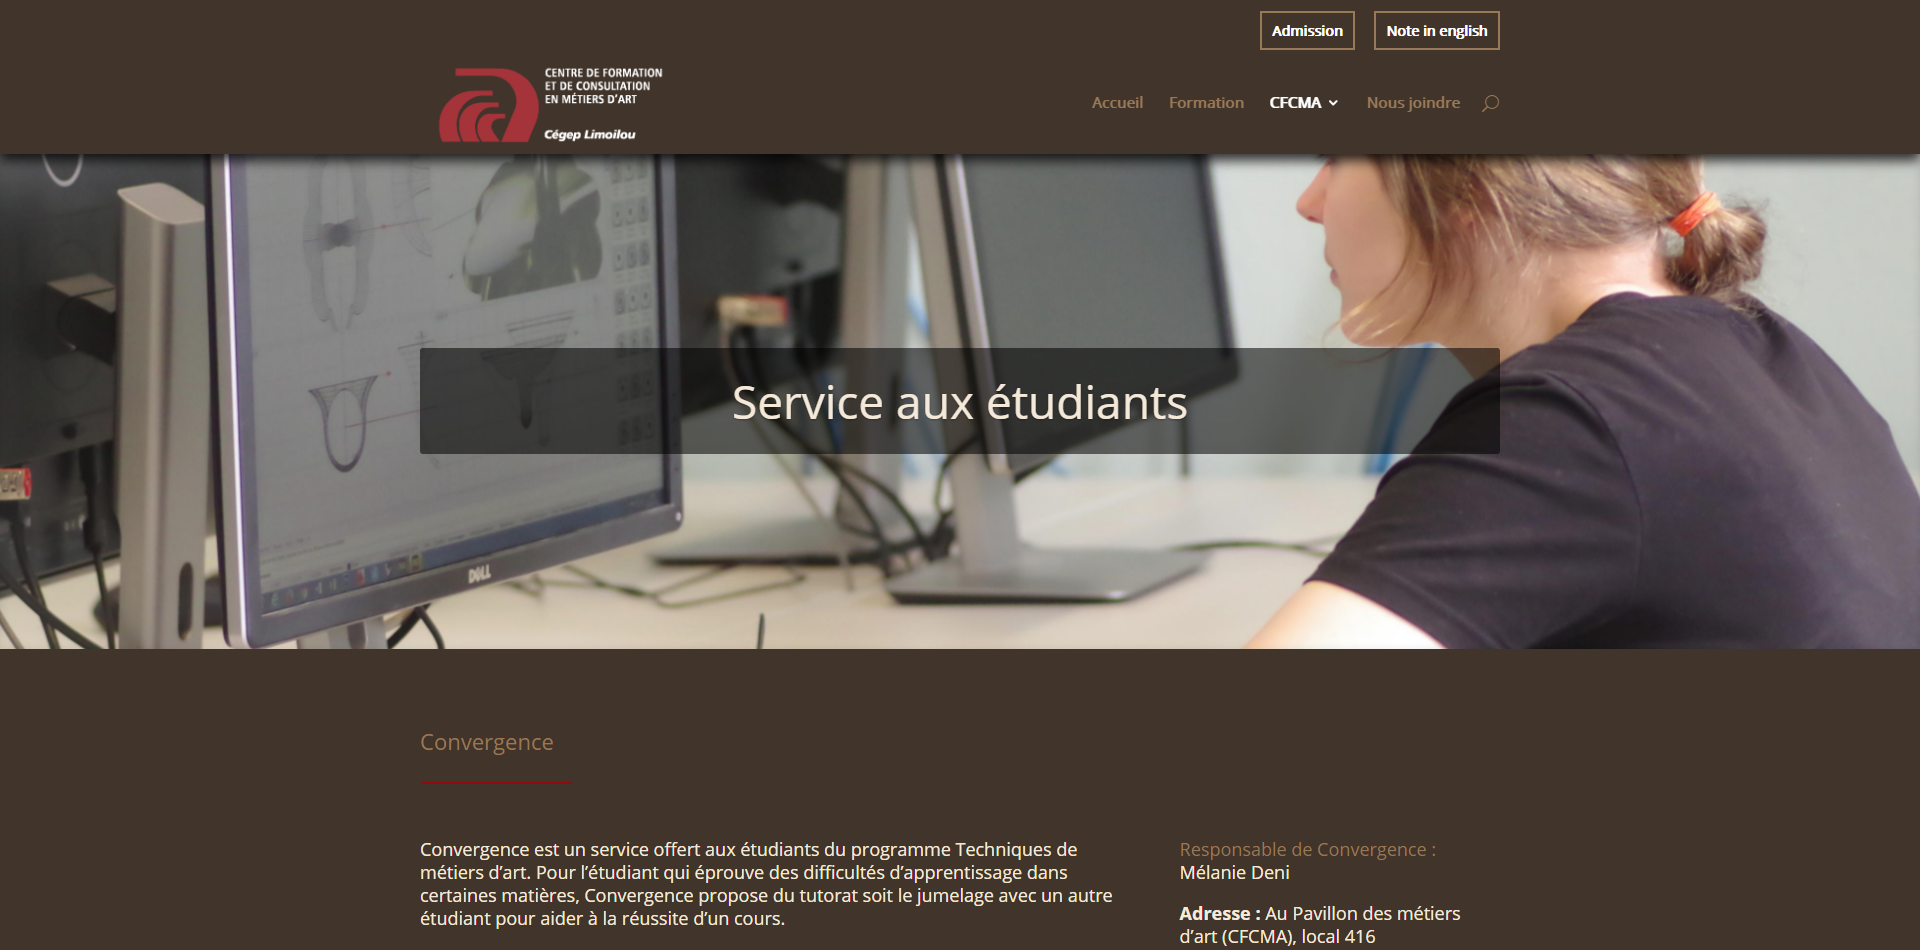 Admission
Note in english
CENTRE DE FORMATION
ET DE CONSULTATION
EN MÉTIERS D'ART
Cégep Limoilou
Accueil
Formation
CFCMA
Nous joindre
DELL
Service aux étudiants
Convergence
Convergence est un service offert aux étudiants du programme Techniques de
métiers d’art. Pour l’étudiant qui éprouve des difficultés d’apprentissage dans
certaines matières, Convergence propose du tutorat soit le jumelage avec un autre
étudiant pour aider à la réussite d’un cours.
Responsable de Convergence :
Mélanie Deni
Adresse : Au Pavillon des métiers
d’art (CFCMA), local 416